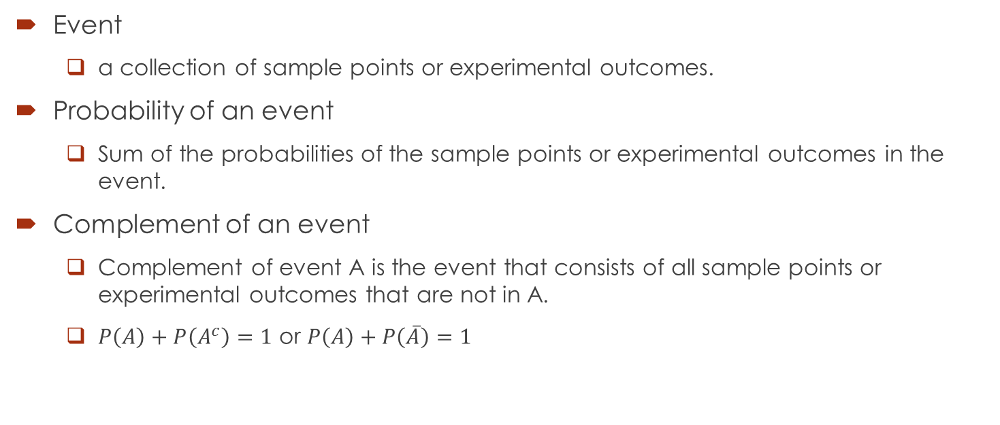 Event
a collection of sample points or experimental outcomes.
Probability of an event
Sum of the probabilities of the sample points or experimental outcomes in the
event.
Complement of an event
Complement of event A is the event that consists of all sample points or
experimental outcomes that are not in A.
P(A) + P(Aᶜ) = 1 or P(A) + P(Ā) = 1